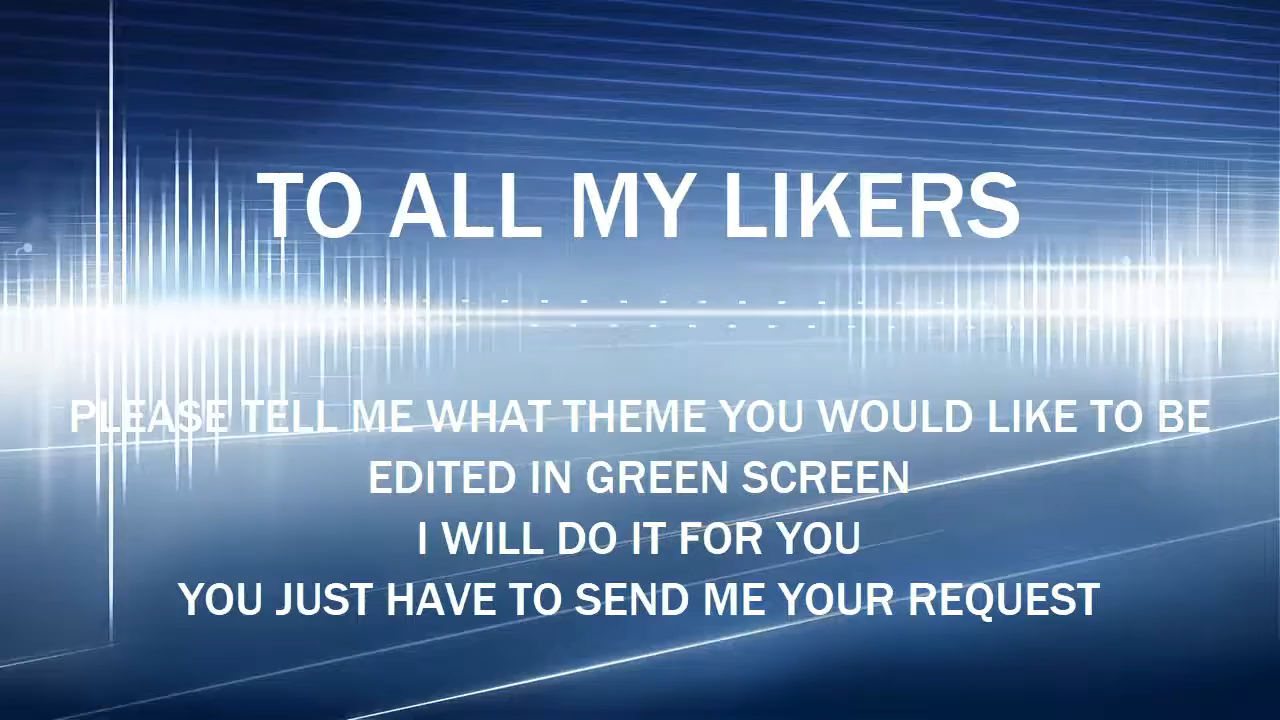 TO ALL MY LIKERS
PLEASE TELL ME WHAT THEME YOU WOULD LIKE TO BE
EDITED IN GREEN SCREEN
I WILL DO IT FOR YOU
YOU JUST HAVE TO SEND ME YOUR REQUEST